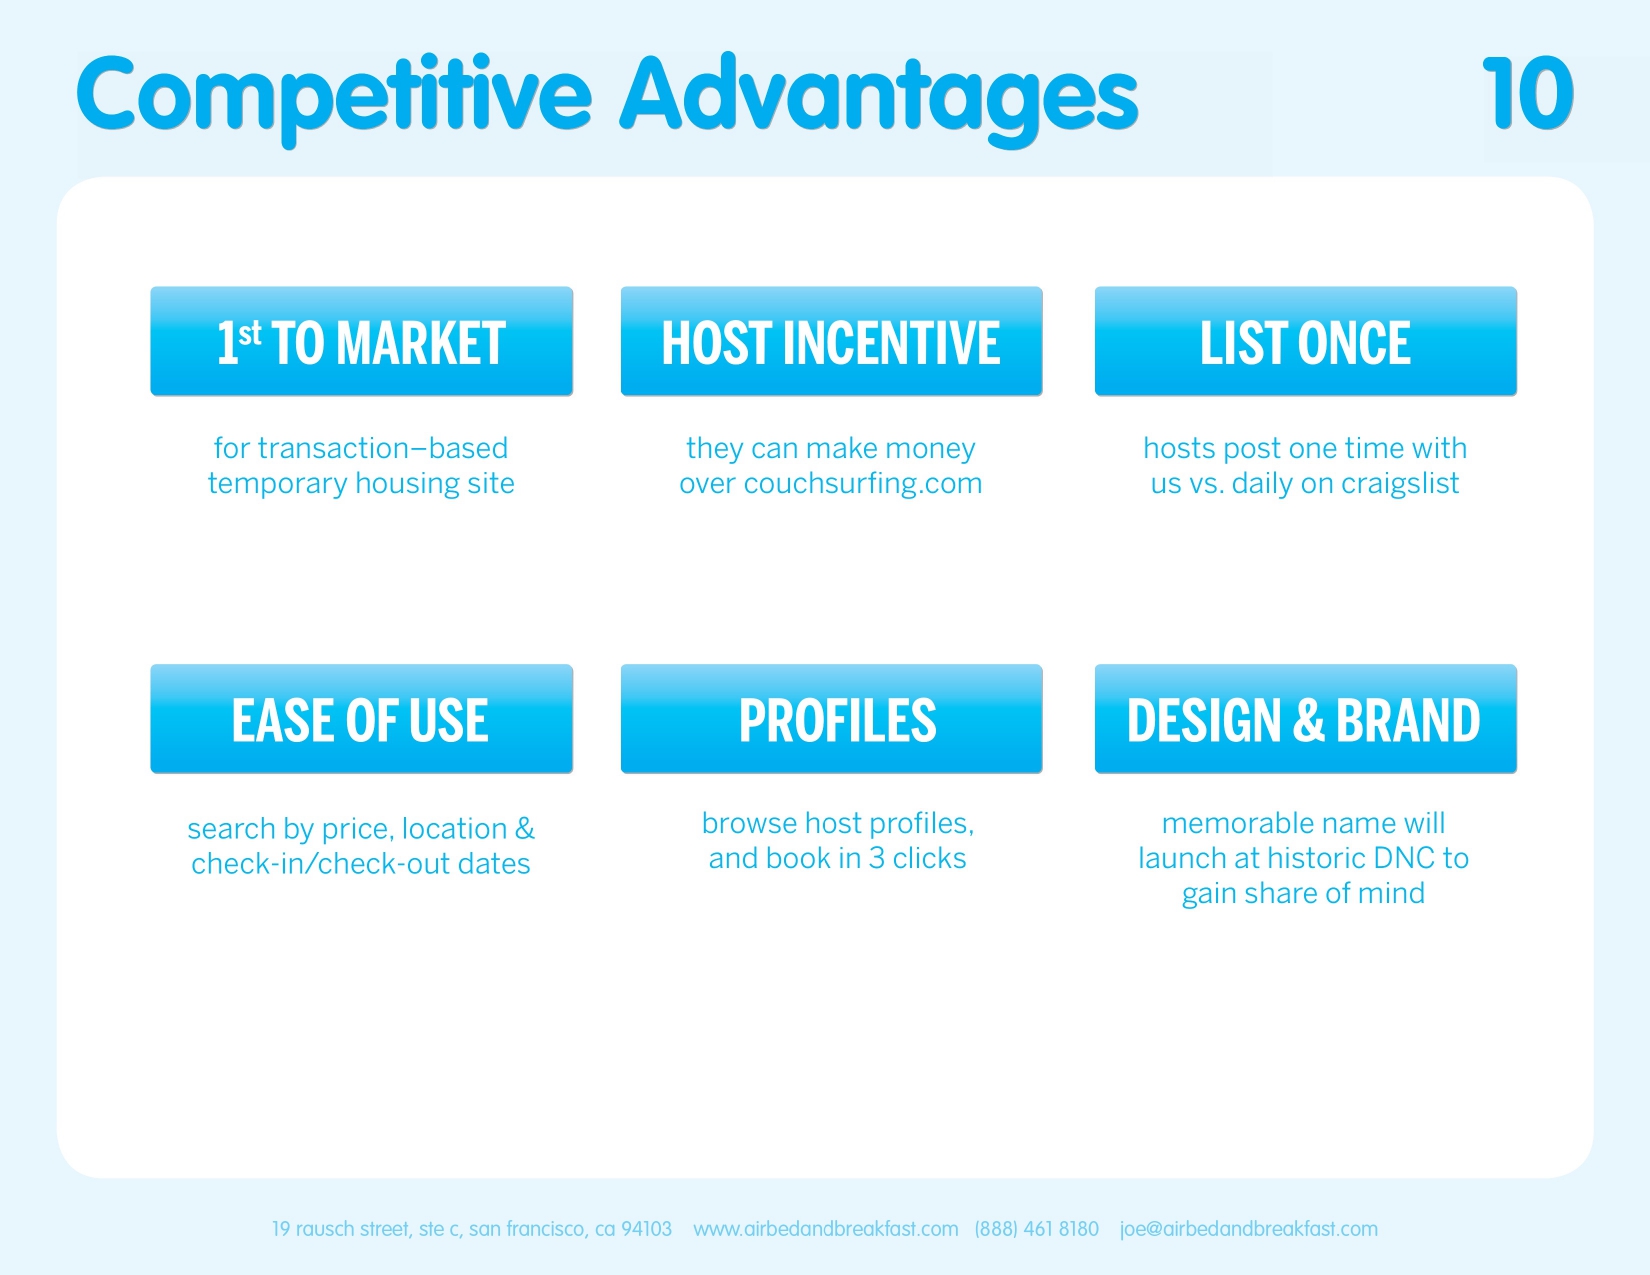 Competitive Advantages
10
1st TO MARKET
for transaction–based
temporary housing site
HOST INCENTIVE
they can make money
over couchsurfing.com
LIST ONCE
hosts post one time with
us vs. daily on craigslist
EASE OF USE
search by price, location &
check-in/check-out dates
PROFILES
browse host profiles,
and book in 3 clicks
DESIGN & BRAND
memorable name will
launch at historic DNC to
gain share of mind
19 rausch street, ste c, san francisco, ca 94103 www.airbedandbreakfast.com (888) 461 8180 joe@airbedandbreakfast.com